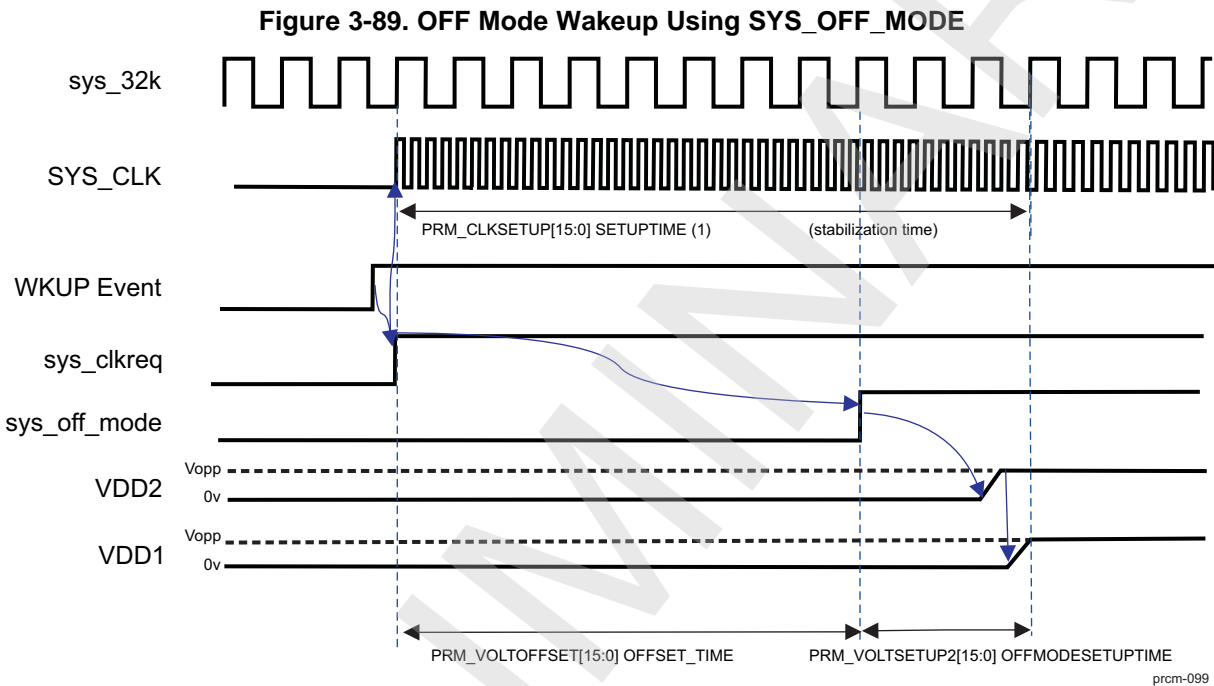 Figure 3-89. OFF Mode Wakeup Using SYS_OFF_MODE
sys_32k
SYS_CLK
PRM_CLKSETUP[15:0] SETUPTIME (1) (stabilization time)
WKUP Event
sys_clkreq
sys_off_mode
Vopp
VDD2
0v
Vopp
VDD1
0v
PRM_VOLTOFFSET[15:0] OFFSET_TIME PRM_VOLTSETUP2[15:0] OFFMODESETUPTIME
prcm-099
IMINAR